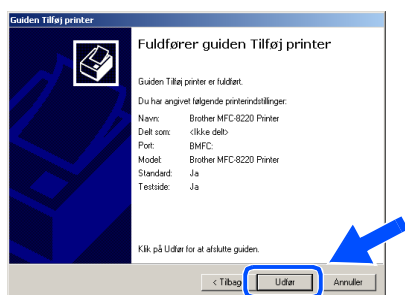 Guiden Tilføj printer
Fuldfører guiden Tilføj printer
Guiden Tilføj printer er fuldført.
Du har angivet følgende printerindstillinger:
Navn: Brother MFC-8220 Printer
Delt som: <Ikke delt>
Port: BMFC:
Model: Brother MFC-8220 Printer
Standard: Ja
Testside: Ja
Klik på Udfør for at afslutte guiden.
< Tilbag Udfør Annuller